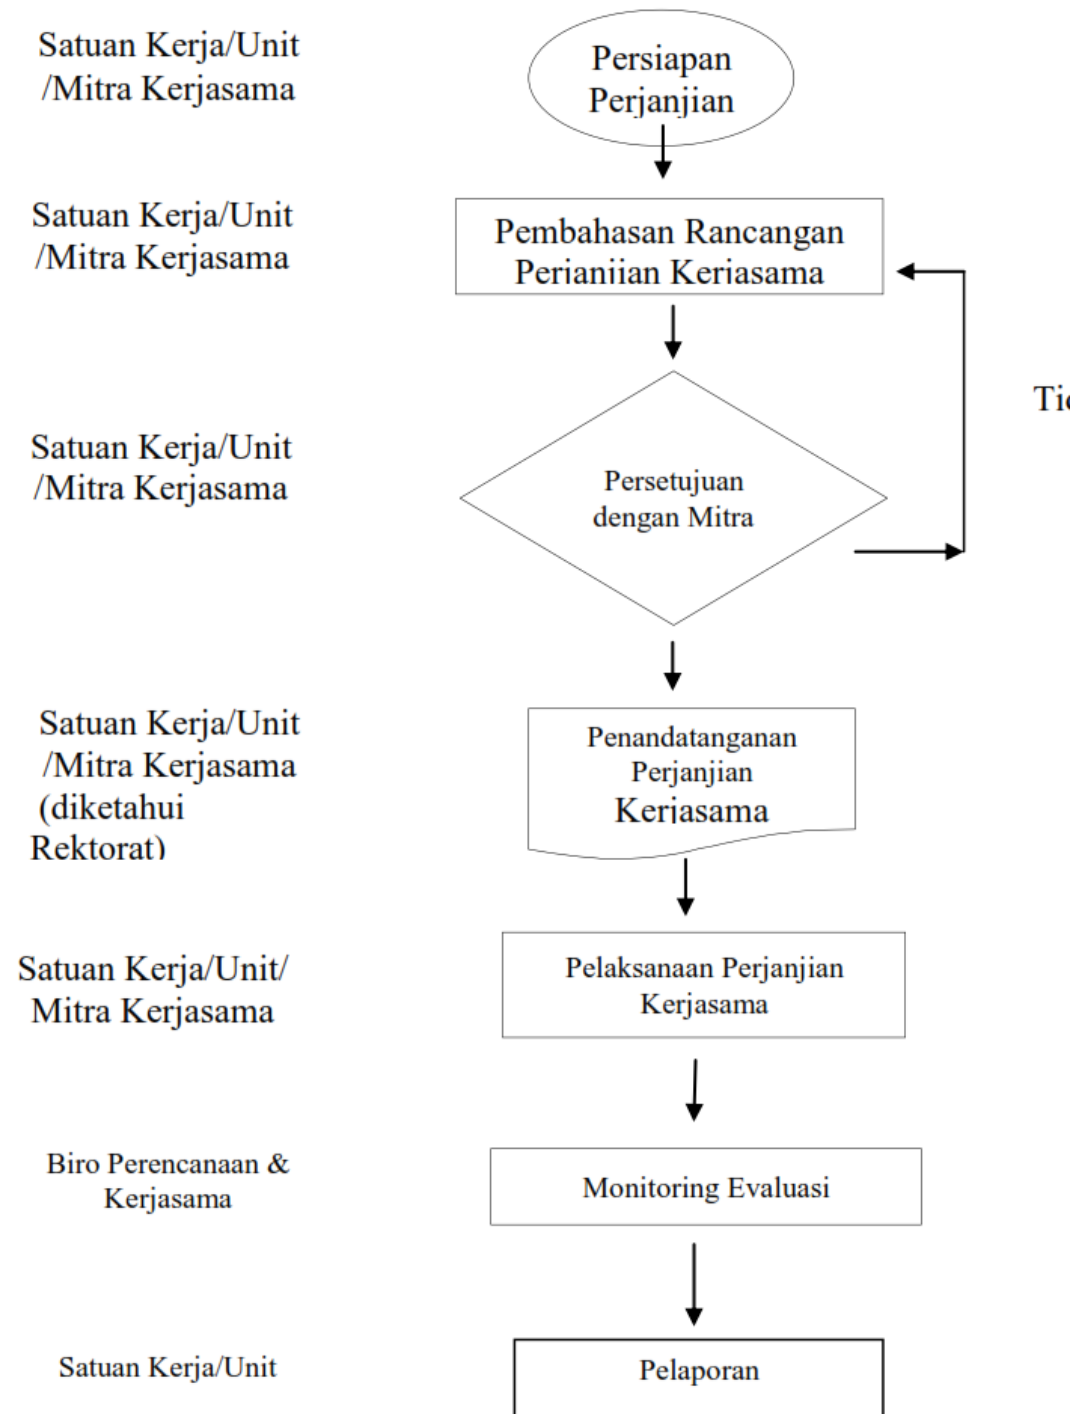 Satuan Kerja/Unit
/Mitra Kerjasama
Persiapan
Perjanjian
Satuan Kerja/Unit
/Mitra Kerjasama
Pembahasan Rancangan
Perjanjian Kerjasama
Satuan Kerja/Unit
/Mitra Kerjasama
Persetujuan
dengan Mitra
Satuan Kerja/Unit
/Mitra Kerjasama
(diketahui
Rektorat)
Penandatanganan
Perjanjian
Kerjasama
Satuan Kerja/Unit/
Mitra Kerjasama
Pelaksanaan Perjanjian
Kerjasama
Biro Perencanaan &
Kerjasama
Monitoring Evaluasi
Satuan Kerja/Unit
Pelaporan